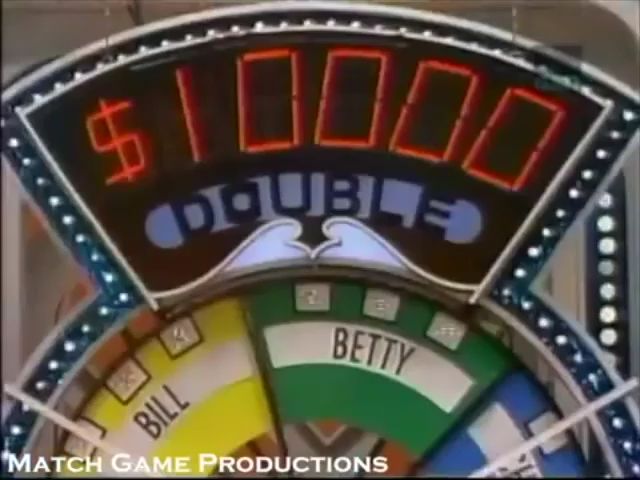 $10000
DOUBLE
BETTY
BILL
MATCH GAME PRODUCTIONS